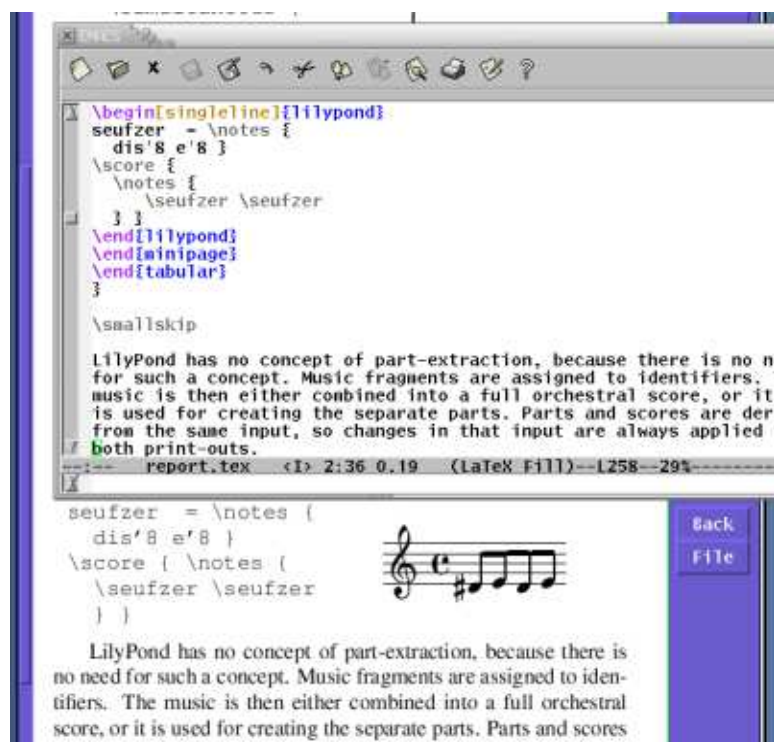 \begin[singleline]{lilypond}
seufzer = \notes {
dis'8 e'8 }
\score {
\notes {
\seufzer \seufzer
} }
\end{lilypond}
\end{minipage}
\end{tabular}
}
\smallskip
LilyPond has no concept of part-extraction, because there is no n
for such a concept. Music fragments are assigned to identifiers.
music is then either combined into a full orchestral score, or it
is used for creating the separate parts. Parts and scores are der
from the same input, so changes in that input are always applied
both print-outs.
--:-- report.tex <I> 2:36 0.19 (LaTeX Fill)--L258--29%--------
seufzer = \notes {
dis'8 e'8 }
\score { \notes {
\seufzer \seufzer
} }
Back
File
LilyPond has no concept of part-extraction, because there is
no need for such a concept. Music fragments are assigned to iden-
tifiers. The music is then either combined into a full orchestral
score, or it is used for creating the separate parts. Parts and scores